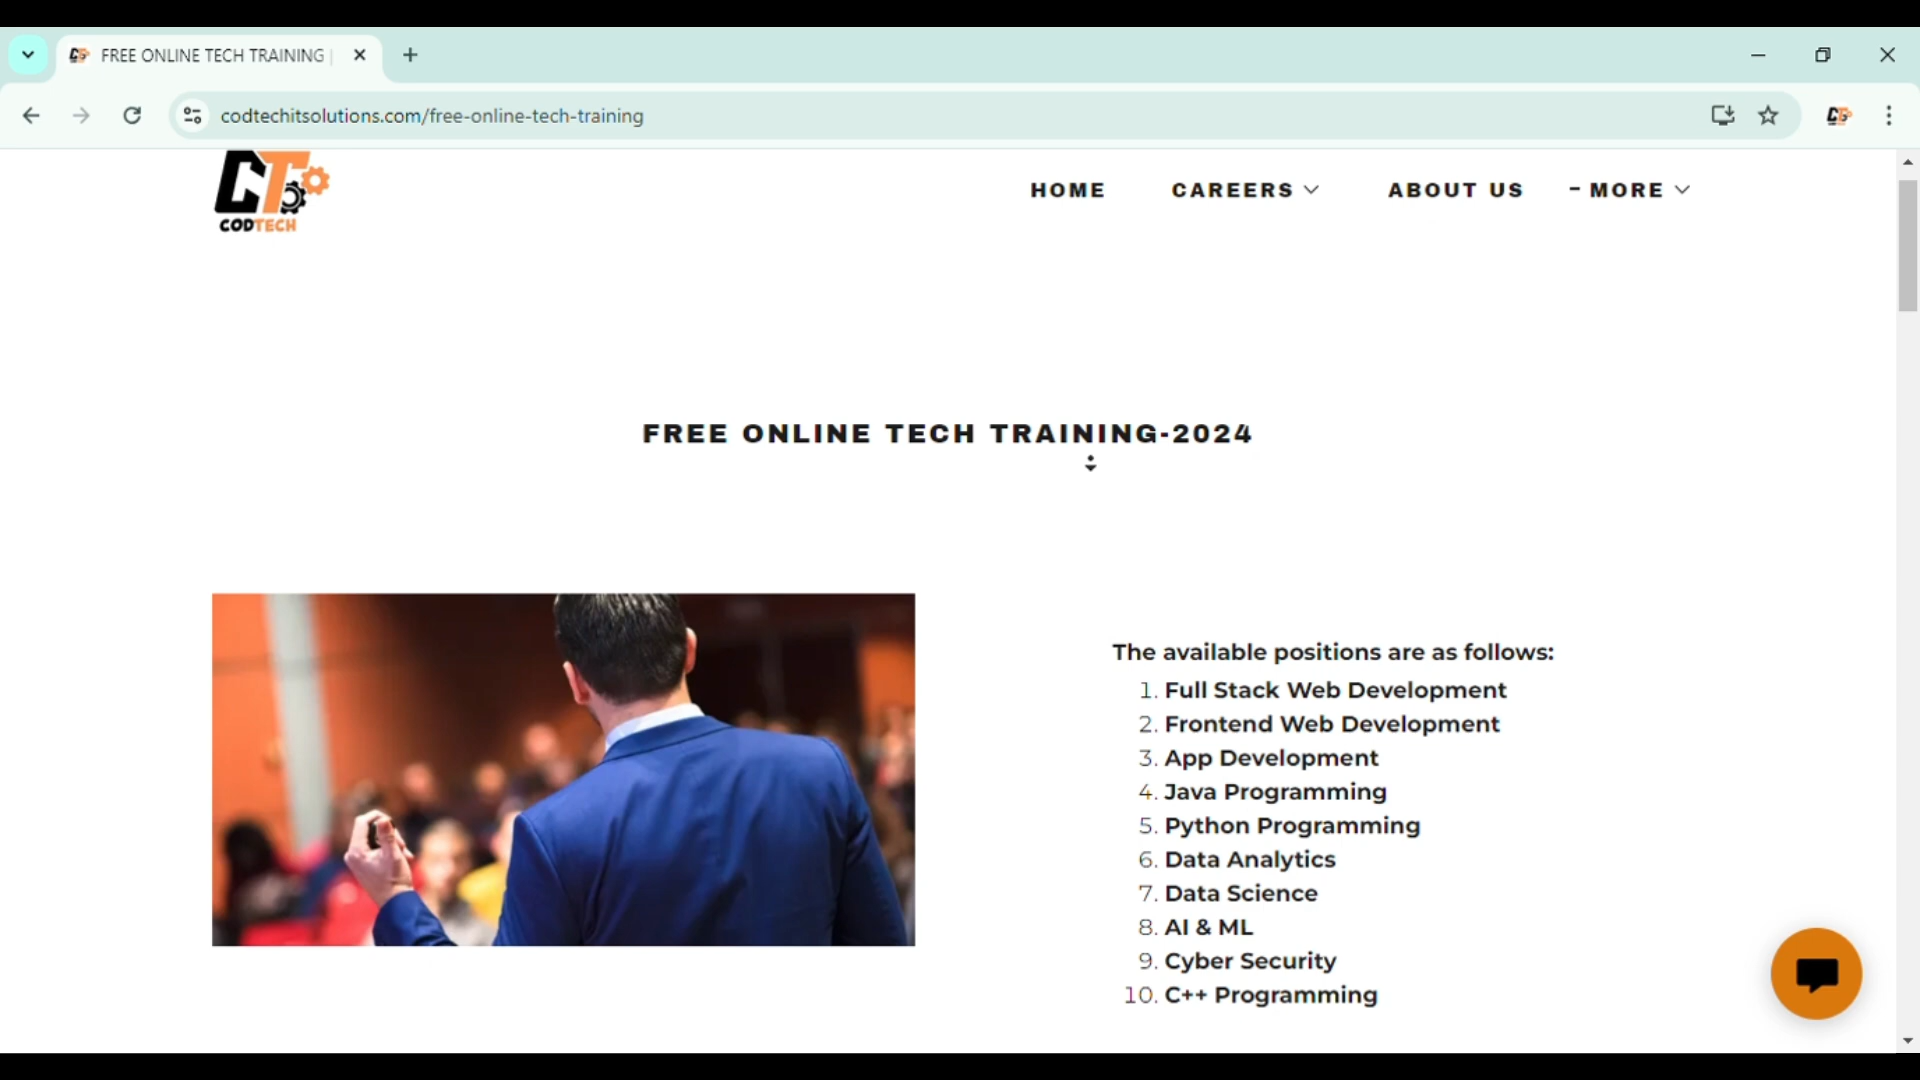 FREE ONLINE TECH TRAINING |
codtechitsolutions.com/free-online-tech-training
CT
CODTECH
HOME
CAREERS
ABOUT US
- MORE
FREE ONLINE TECH TRAINING-2024
The available positions are as follows:
1. Full Stack Web Development
2. Frontend Web Development
3. App Development
4. Java Programming
5. Python Programming
6. Data Analytics
7. Data Science
8. AI & ML
9. Cyber Security
10. C++ Programming